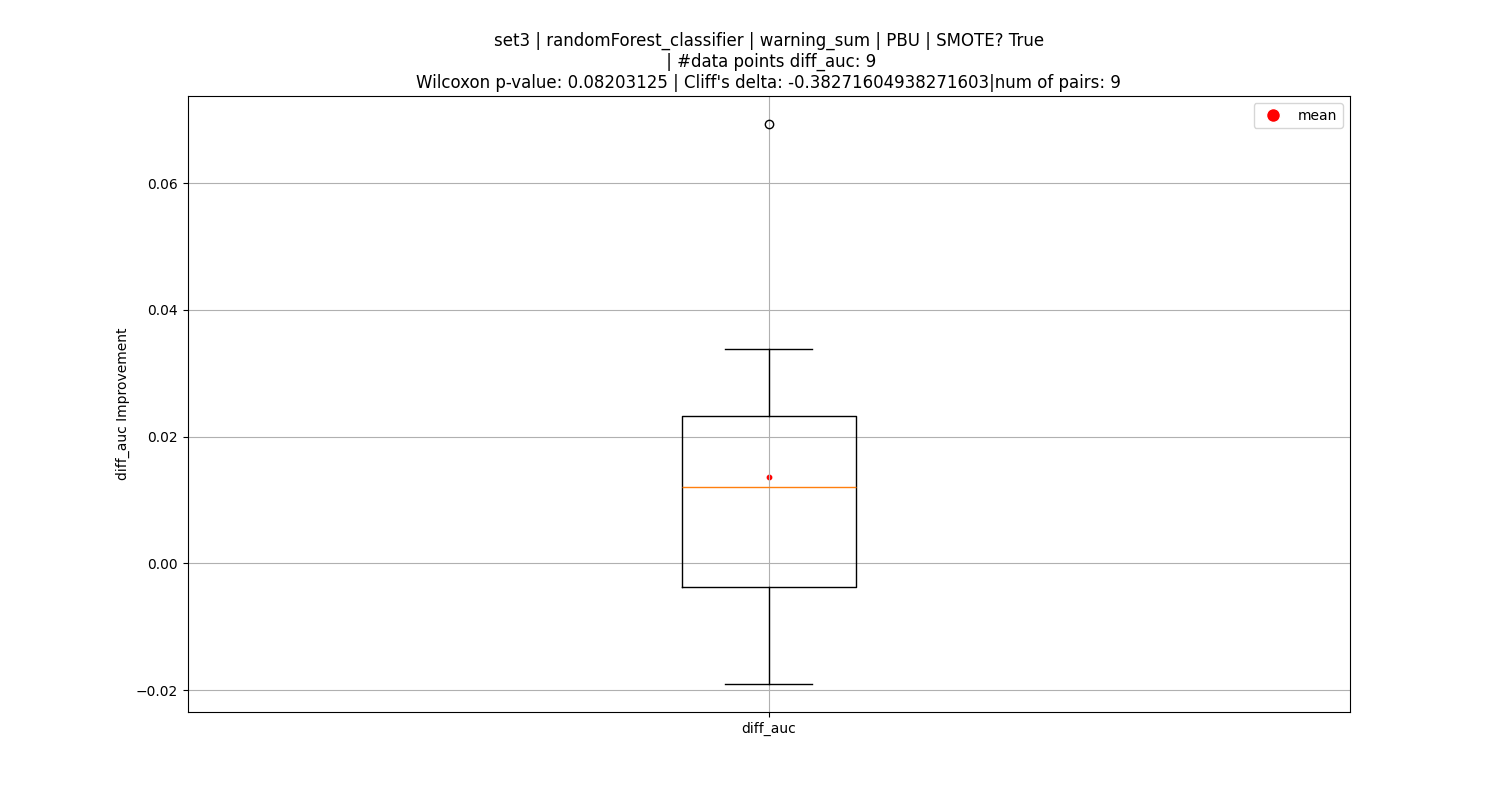 set3 | randomForest_classifier | warning_sum | PBU | SMOTE? True
| #data points diff_auc: 9
Wilcoxon p-value: 0.08203125 | Cliff's delta: -0.38271604938271603|num of pairs: 9
mean
0.06
0.04
0.02
0.00
−0.02
diff_auc Improvement
diff_auc